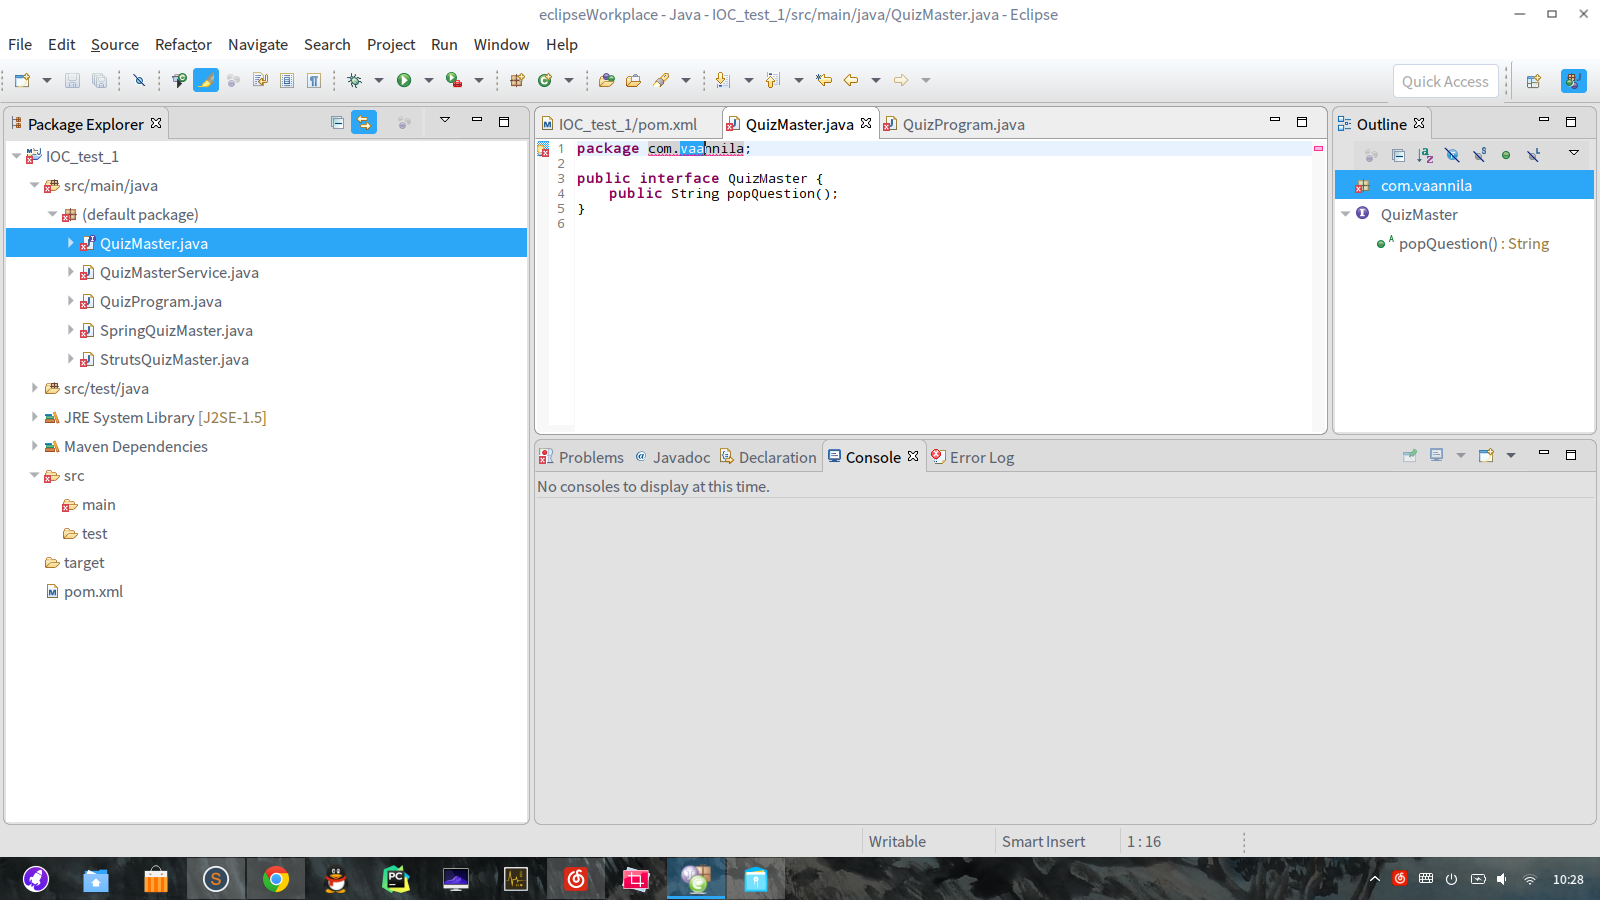 eclipseWorkplace - Java - IOC_test_1/src/main/java/QuizMaster.java - Eclipse
File Edit Source Refactor Navigate Search Project Run Window Help
Quick Access
Package Explorer
IOC_test_1
src/main/java
(default package)
QuizMaster.java
QuizMasterService.java
QuizProgram.java
SpringQuizMaster.java
StrutsQuizMaster.java
src/test/java
JRE System Library [J2SE-1.5]
Maven Dependencies
src
main
test
target
pom.xml
IOC_test_1/pom.xml QuizMaster.java QuizProgram.java
1 package com.vaannila;
2
3 public interface QuizMaster {
4 public String popQuestion();
5 }
6
Outline
com.vaannila
QuizMaster
popQuestion() : String
Problems @ Javadoc Declaration Console Error Log
No consoles to display at this time.
Writable Smart Insert 1 : 16
10:28